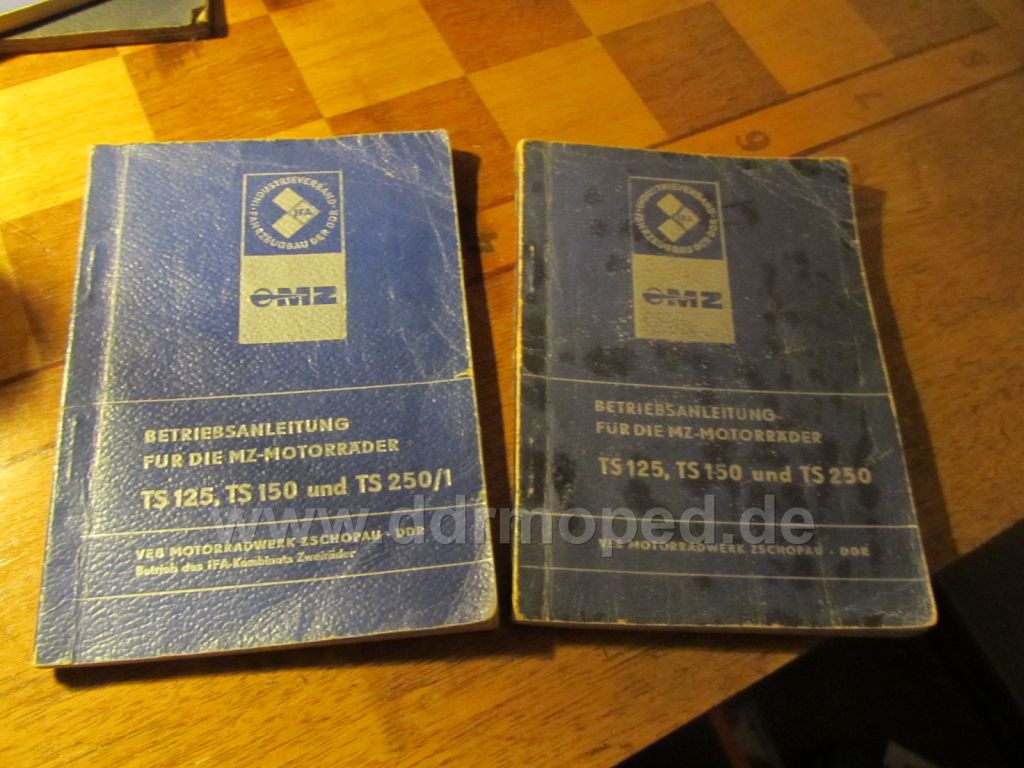 INDUSTRIEVERBAND
FAHRZEUGBAU DER DDR
IFA
MZ
BETRIEBSANLEITUNG
FÜR DIE MZ-MOTORRÄDER
TS 125, TS 150 und TS 250/1
VEB MOTORRADWERK ZSCHOPAU · DDR
Betrieb des IFA-Kombinats Zweiräder
INDUSTRIEVERBAND
FAHRZEUGBAU DER DDR
IFA
MZ
BETRIEBSANLEITUNG
FÜR DIE MZ-MOTORRÄDER
TS 125, TS 150 und TS 250
VEB MOTORRADWERK ZSCHOPAU · DDR
www.ddrmoped.de